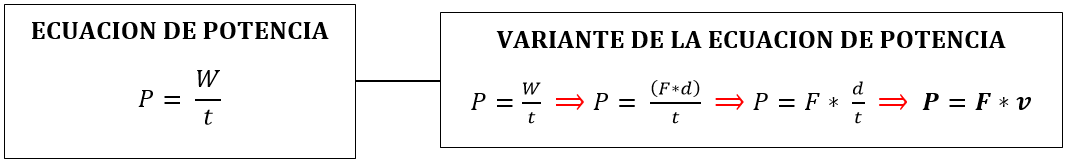 ECUACION DE POTENCIA
P = W/t
VARIANTE DE LA ECUACION DE POTENCIA
P = W/t ⟹ P = (F*d)/t ⟹ P = F * d/t ⟹ P = F * v